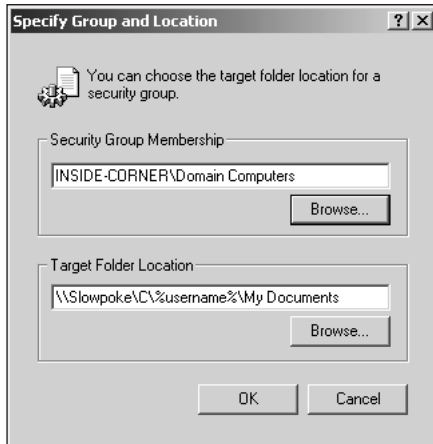 Specify Group and Location
You can choose the target folder location for a
security group.
Security Group Membership
INSIDE-CORNER\Domain Computers
Browse...
Target Folder Location
\\Slowpoke\C\%username%\My Documents
Browse...
OK
Cancel